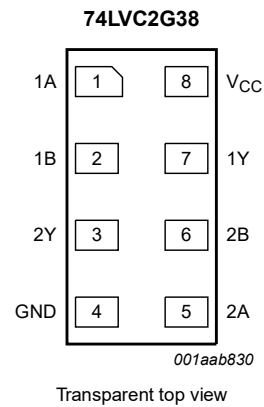 74LVC2G38
1A 1 8 VCC
1B 2 7 1Y
2Y 3 6 2B
GND 4 5 2A
001aab830
Transparent top view